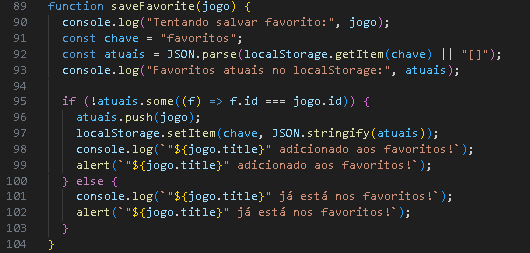 89 function saveFavorite(jogo) {
90 console.log("Tentando salvar favorito:", jogo);
91 const chave = "favoritos";
92 const atuais = JSON.parse(localStorage.getItem(chave) || "[]");
93 console.log("Favoritos atuais no localStorage:", atuais);
94
95 if (!atuais.some((f) => f.id === jogo.id)) {
96 atuais.push(jogo);
97 localStorage.setItem(chave, JSON.stringify(atuais));
98 console.log(`"${jogo.title}" adicionado aos favoritos!`);
99 alert(`"${jogo.title}" adicionado aos favoritos!`);
100 } else {
101 console.log(`"${jogo.title}" já está nos favoritos!`);
102 alert(`"${jogo.title}" já está nos favoritos!`);
103 }
104 }